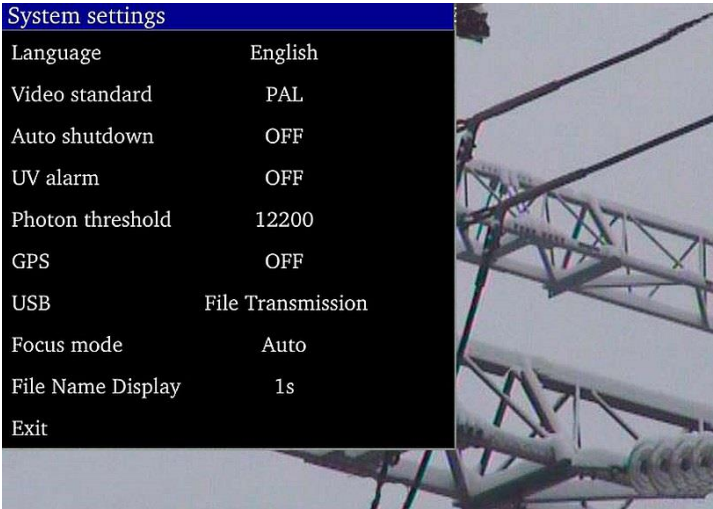 System settings
Language English
Video standard PAL
Auto shutdown OFF
UV alarm OFF
Photon threshold 12200
GPS OFF
USB File Transmission
Focus mode Auto
File Name Display 1s
Exit